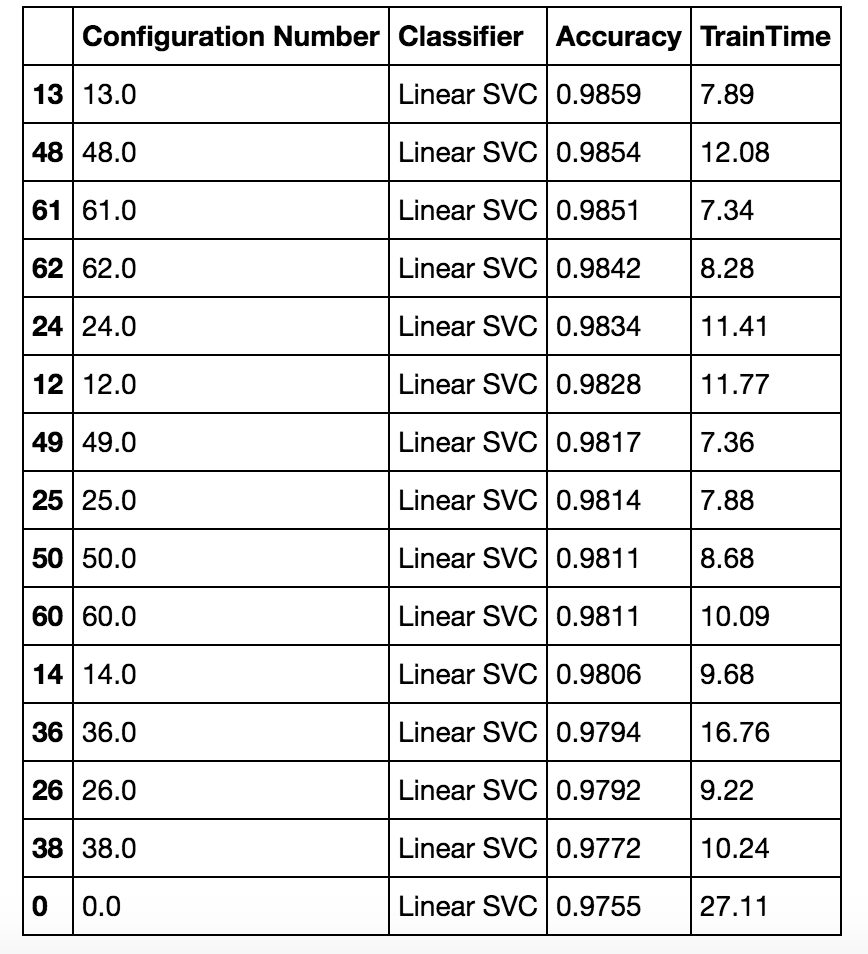 Configuration Number Classifier Accuracy TrainTime
13 13.0 Linear SVC 0.9859 7.89
48 48.0 Linear SVC 0.9854 12.08
61 61.0 Linear SVC 0.9851 7.34
62 62.0 Linear SVC 0.9842 8.28
24 24.0 Linear SVC 0.9834 11.41
12 12.0 Linear SVC 0.9828 11.77
49 49.0 Linear SVC 0.9817 7.36
25 25.0 Linear SVC 0.9814 7.88
50 50.0 Linear SVC 0.9811 8.68
60 60.0 Linear SVC 0.9811 10.09
14 14.0 Linear SVC 0.9806 9.68
36 36.0 Linear SVC 0.9794 16.76
26 26.0 Linear SVC 0.9792 9.22
38 38.0 Linear SVC 0.9772 10.24
0 0.0 Linear SVC 0.9755 27.11